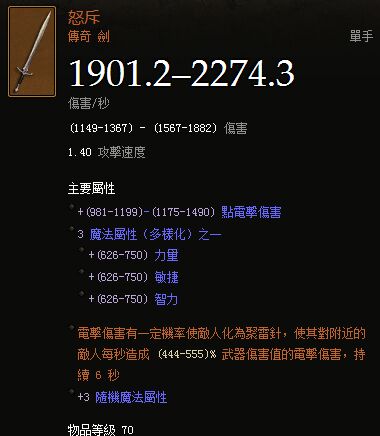 怒斥
傳奇 劍 單手
1901.2–2274.3
傷害/秒
(1149-1367) - (1567-1882) 傷害
1.40 攻擊速度
主要屬性
+(981-1199)-(1175-1490) 點電擊傷害
3 魔法屬性（多樣化）之一
+(626-750) 力量
+(626-750) 敏捷
+(626-750) 智力
電擊傷害有一定機率使敵人化為聚雷針，使其對附近的
敵人每秒造成 (444-555)% 武器傷害值的電擊傷害，持
續 6 秒
+3 隨機魔法屬性
物品等級 70